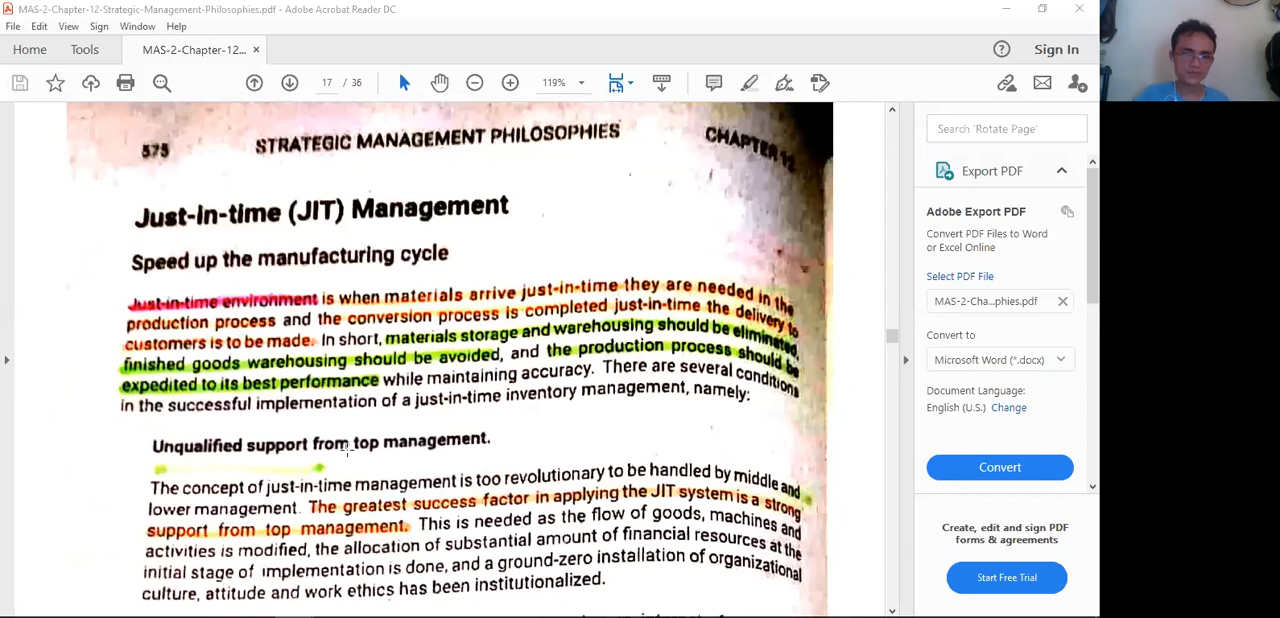 MAS-2-Chapter-12-Strategic-Management-Philosophies.pdf - Adobe Acrobat Reader DC
File Edit View Sign Window Help
Home Tools MAS-2-Chapter-12... × Sign In
17 / 36 119%
575 STRATEGIC MANAGEMENT PHILOSOPHIES CHAPTER 12
Just-in-time (JIT) Management
Speed up the manufacturing cycle
Just-in-time environment is when materials arrive just-in-time they are needed in the
production process and the conversion process is completed just-in-time the delivery to
customers is to be made. In short, materials storage and warehousing should be eliminated,
finished goods warehousing should be avoided, and the production process should be
expedited to its best performance while maintaining accuracy. There are several conditions
in the successful implementation of a just-in-time inventory management, namely:
Unqualified support from top management.
The concept of just-in-time management is too revolutionary to be handled by middle and
lower management. The greatest success factor in applying the JIT system is a strong
support from top management. This is needed as the flow of goods, machines and
activities is modified, the allocation of substantial amount of financial resources at the
initial stage of implementation is done, and a ground-zero installation of organizational
culture, attitude and work ethics has been institutionalized.
Search 'Rotate Page'
Export PDF
Adobe Export PDF
Convert PDF Files to Word
or Excel Online
Select PDF File
MAS-2-Cha...phies.pdf
Convert to
Microsoft Word (*.docx)
Document Language:
English (U.S.) Change
Convert
Create, edit and sign PDF
forms & agreements
Start Free Trial